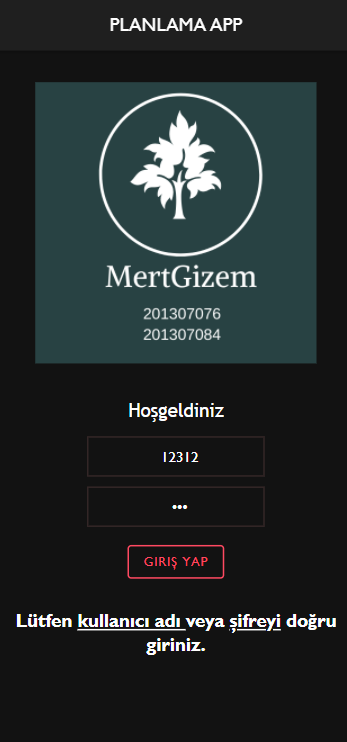 PLANLAMA APP
MertGizem
201307076
201307084
Hoşgeldiniz
12312
•••
GIRIŞ YAP
Lütfen kullanıcı adı veya şifreyi doğru
giriniz.